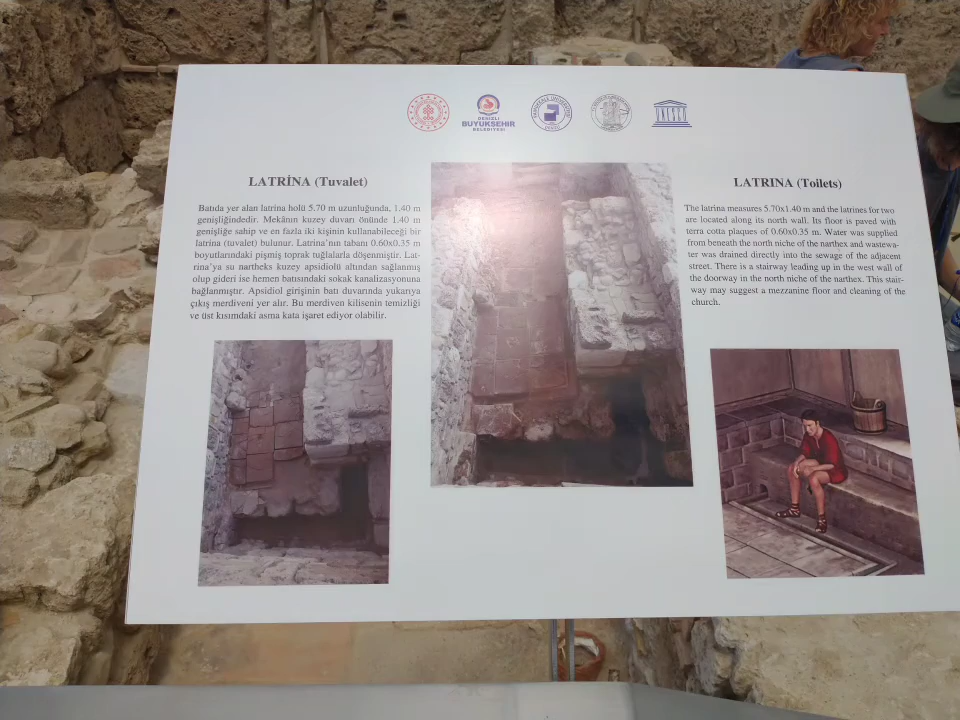 DENİZLİ
BÜYÜKŞEHİR
BELEDİYESİ
UNESCO
LATRİNA (Tuvalet)
Batıda yer alan latrina holü 5.70 m uzunluğunda, 1.40 m
genişliğindedir. Mekânın kuzey duvarı önünde 1.40 m
genişliğe sahip ve en fazla iki kişinin kullanabileceği bir
latrina (tuvalet) bulunur. Latrina’nın tabanı 0.60x0.35 m
boyutlarındaki pişmiş toprak tuğlalarla döşenmiştir. Lat-
rina’ya su nartheks kuzey apsidiolü altından sağlanmış
olup gideri ise hemen batısındaki sokak kanalizasyonuna
bağlanmıştır. Apsidiol girişinin batı duvarında yukarıya
çıkış merdiveni yer alır. Bu merdiven kilisenin temizliği
ve üst kısımdaki asma kata işaret ediyor olabilir.
LATRINA (Toilets)
The latrina measures 5.70x1.40 m and the latrines for two
are located along its north wall. Its floor is paved with
terra cotta plaques of 0.60x0.35 m. Water was supplied
from beneath the north niche of the narthex and wastewa-
ter was drained directly into the sewage of the adjacent
street. There is a stairway leading up in the west wall of
the doorway in the north niche of the narthex. This stair-
way may suggest a mezzanine floor and cleaning of the
church.